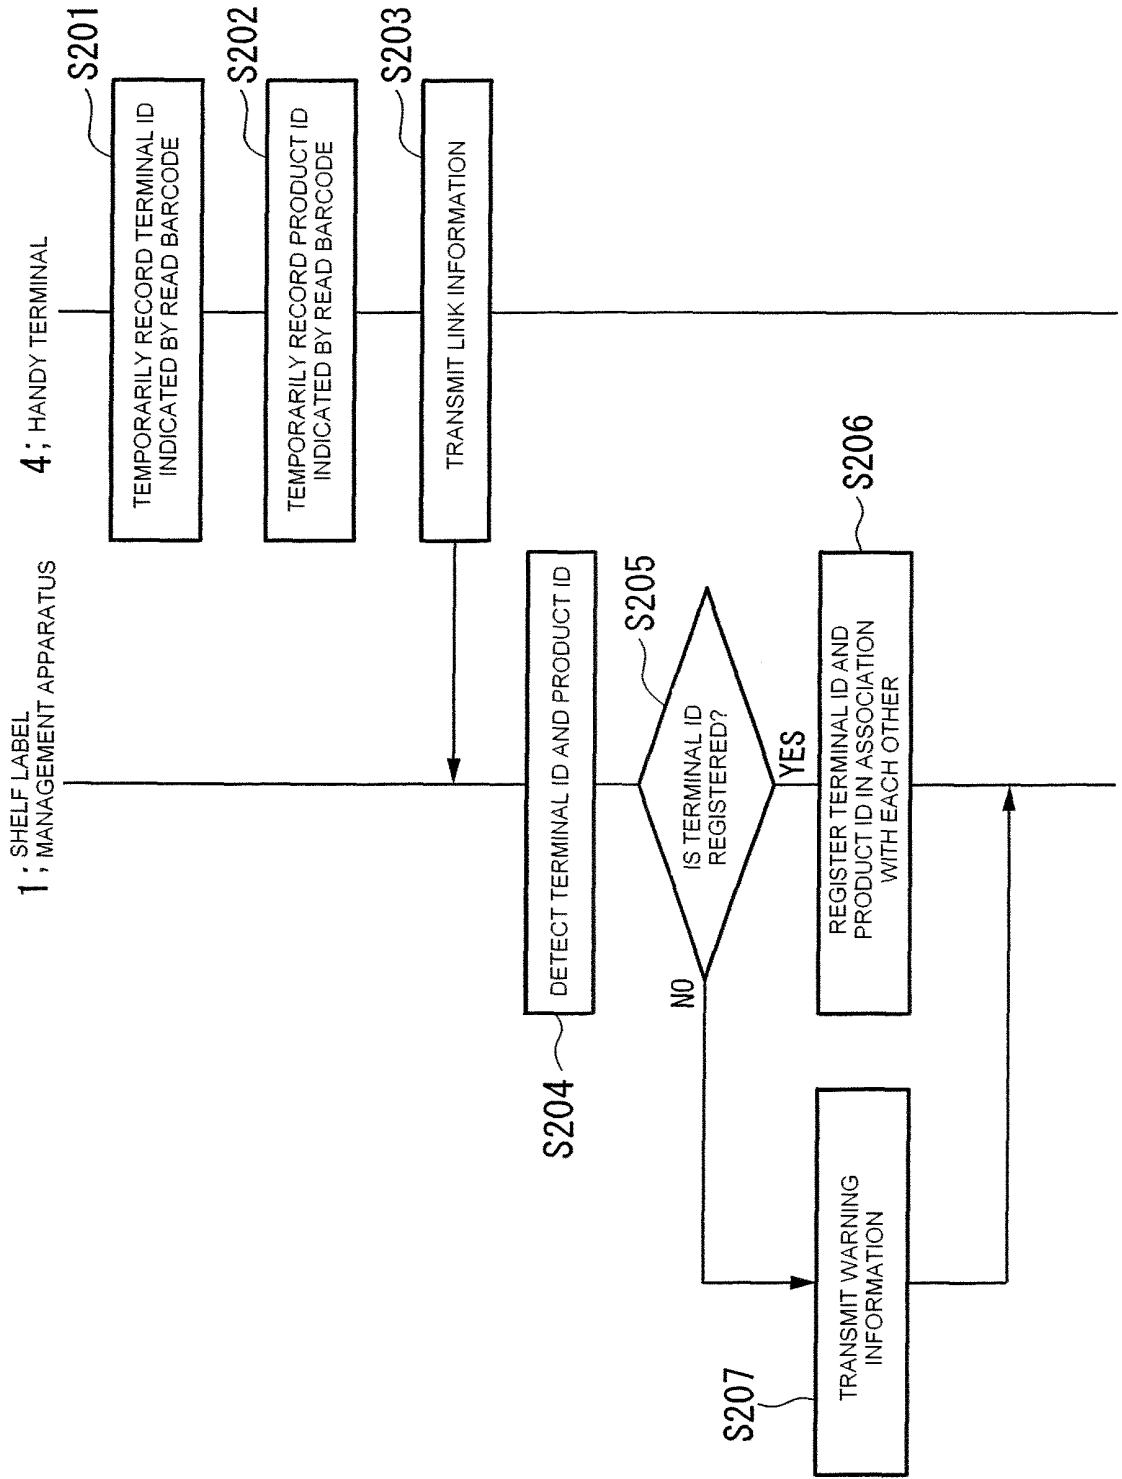 1; SHELF LABEL
MANAGEMENT APPARATUS
4; HANDY TERMINAL
TEMPORARILY RECORD TERMINAL ID
INDICATED BY READ BARCODE
S201
TEMPORARILY RECORD PRODUCT ID
INDICATED BY READ BARCODE
S202
TRANSMIT LINK INFORMATION
S203
S204
DETECT TERMINAL ID AND PRODUCT ID
S205
IS TERMINAL ID
REGISTERED?
NO
YES
S206
REGISTER TERMINAL ID AND
PRODUCT ID IN ASSOCIATION
WITH EACH OTHER
S207
TRANSMIT WARNING
INFORMATION